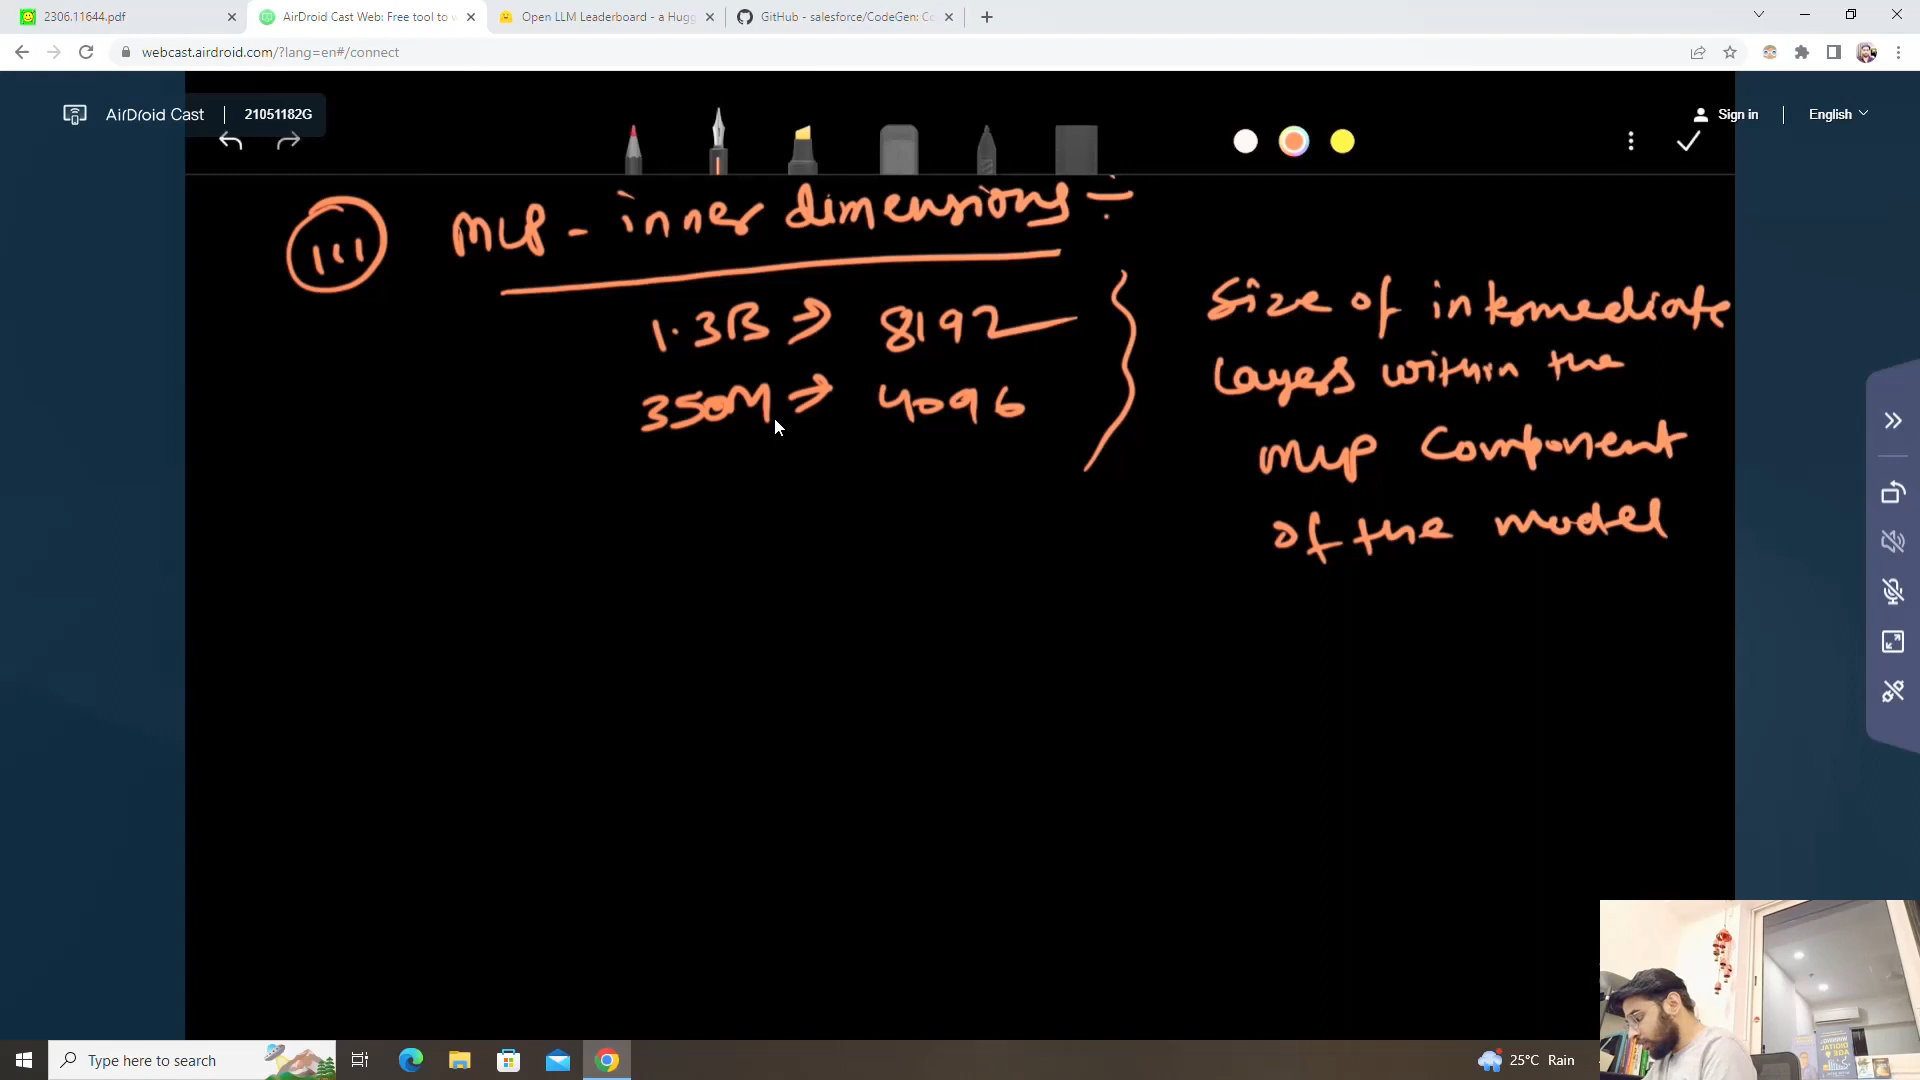 2306.11644.pdf
AirDroid Cast Web: Free tool to
Open LLM Leaderboard - a Hugg
GitHub - salesforce/CodeGen: Co
webcast.airdroid.com/?lang=en#/connect
AirDroid Cast
21051182G
Sign in
English
(iii) MLP - inner dimensions ÷
1.3B ⇒ 8192
350M ⇒ 4096
Size of intermediate
layers within the
MLP Component
of the model
Type here to search
25°C Rain